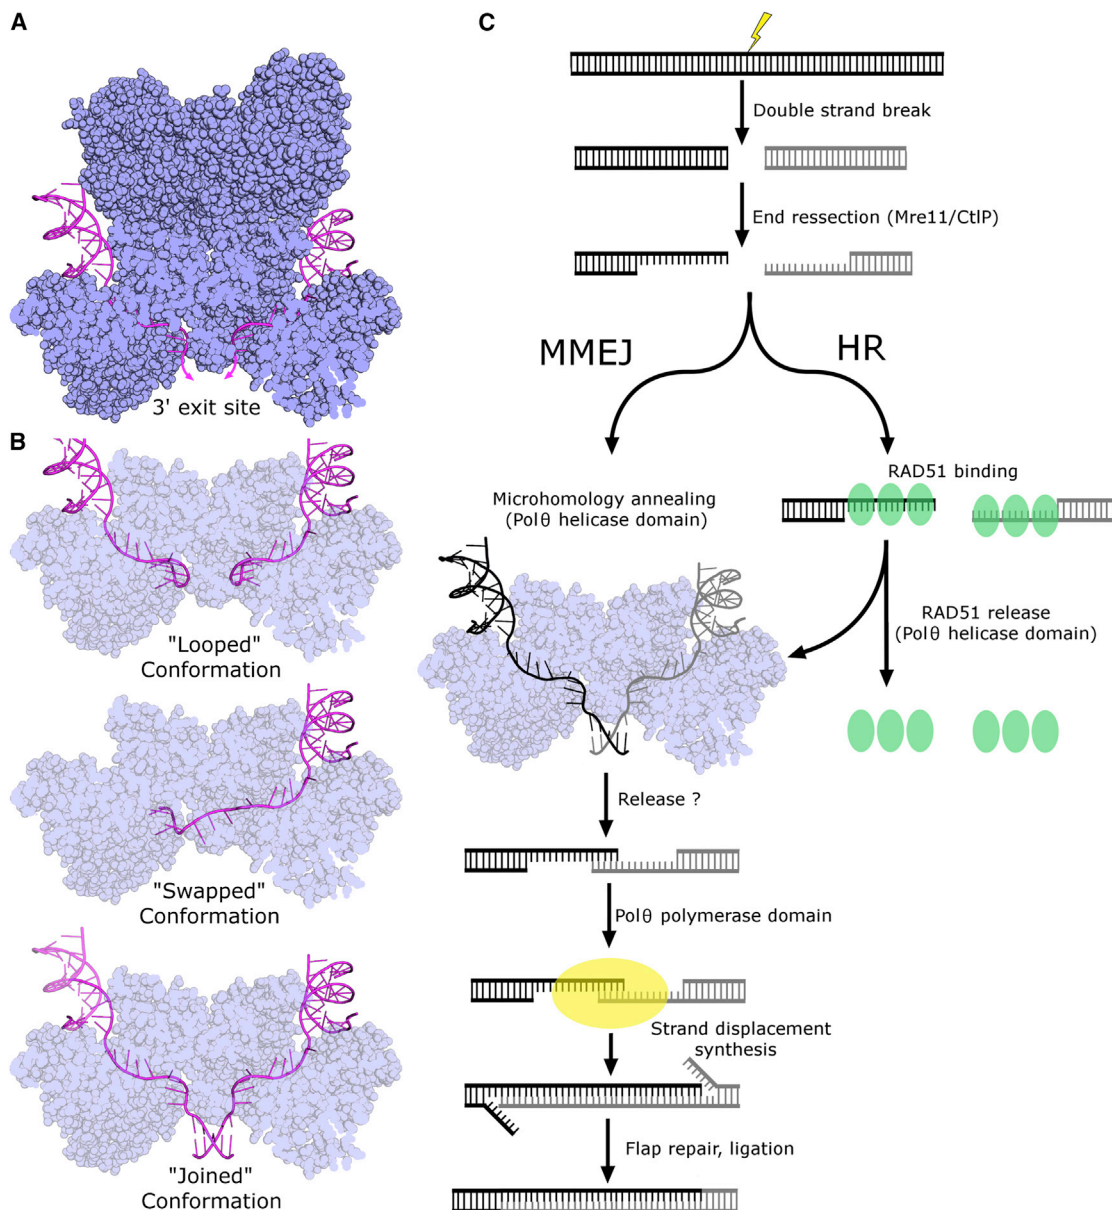 A
3' exit site
B
"Looped"
Conformation
"Swapped"
Conformation
"Joined"
Conformation
C
Double strand break
End ressection (Mre11/CtIP)
MMEJ
HR
RAD51 binding
Microhomology annealing
(Polθ helicase domain)
RAD51 release
(Polθ helicase domain)
Release ?
Polθ polymerase domain
Strand displacement
synthesis
Flap repair, ligation